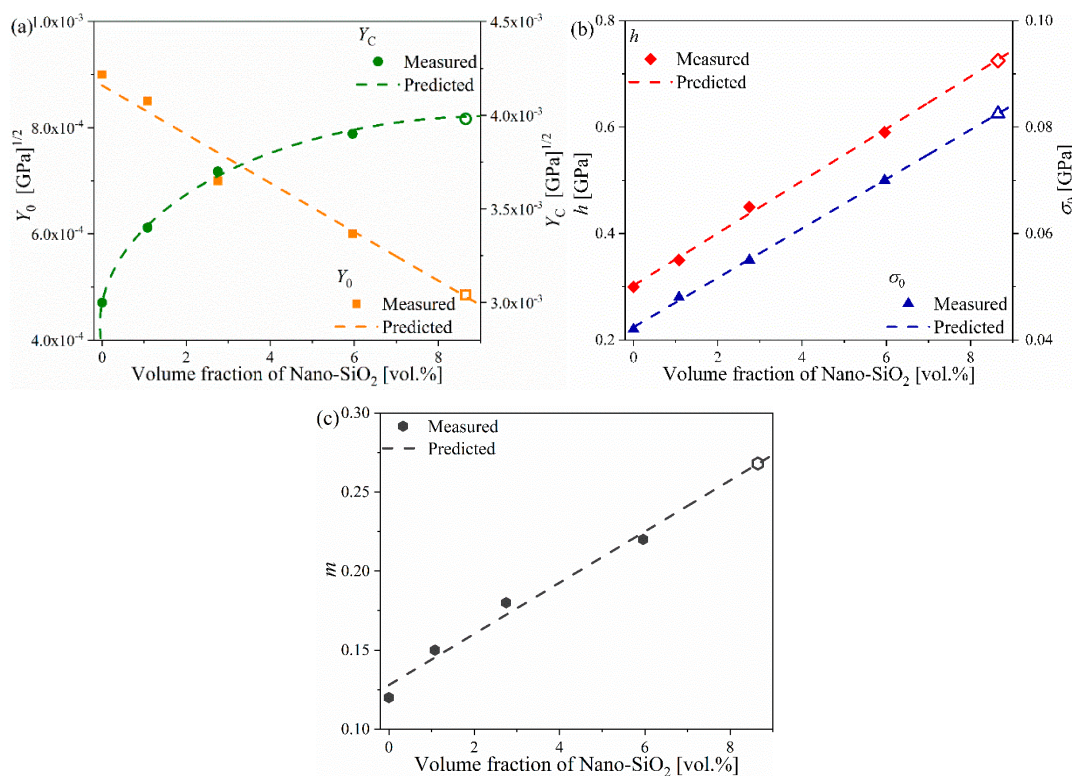 (a)
1.0x10⁻³
8.0x10⁻⁴
6.0x10⁻⁴
4.0x10⁻⁴
Y₀ [GPa]^1/2
Y_C
Measured
Predicted
Y₀
Measured
Predicted
4.5x10⁻³
4.0x10⁻³
3.5x10⁻³
3.0x10⁻³
Y_C [GPa]^1/2
0 2 4 6 8
Volume fraction of Nano-SiO₂ [vol.%]
(b)
0.8
0.6
0.4
0.2
h [GPa]
h
Measured
Predicted
σ₀
Measured
Predicted
0.10
0.08
0.06
0.04
σ₀ [GPa]
0 2 4 6 8
Volume fraction of Nano-SiO₂ [vol.%]
(c)
0.30
0.25
0.20
0.15
0.10
m
Measured
Predicted
0 2 4 6 8
Volume fraction of Nano-SiO₂ [vol.%]